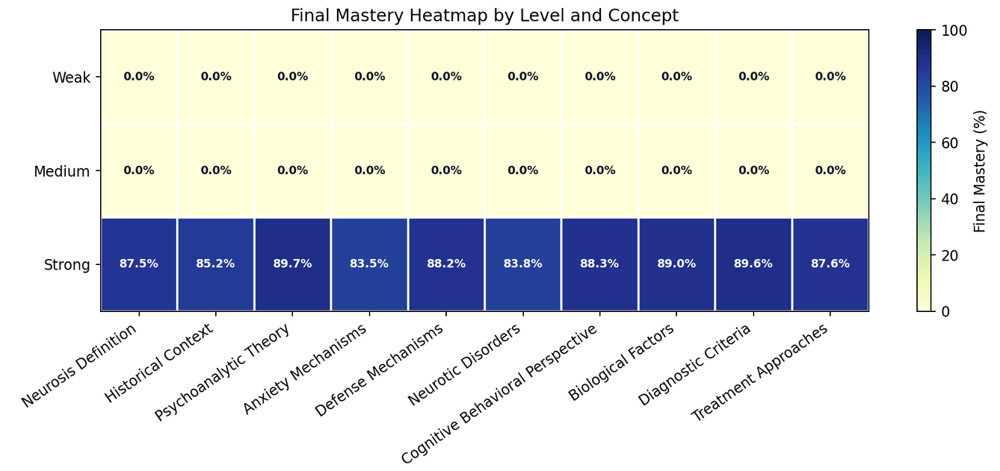 Final Mastery Heatmap by Level and Concept
Weak 0.0% 0.0% 0.0% 0.0% 0.0% 0.0% 0.0% 0.0% 0.0% 0.0%
Medium 0.0% 0.0% 0.0% 0.0% 0.0% 0.0% 0.0% 0.0% 0.0% 0.0%
Strong 87.5% 85.2% 89.7% 83.5% 88.2% 83.8% 88.3% 89.0% 89.6% 87.6%
Neurosis Definition
Historical Context
Psychoanalytic Theory
Anxiety Mechanisms
Defense Mechanisms
Neurotic Disorders
Cognitive Behavioral Perspective
Biological Factors
Diagnostic Criteria
Treatment Approaches
100
80
60
40
20
0
Final Mastery (%)